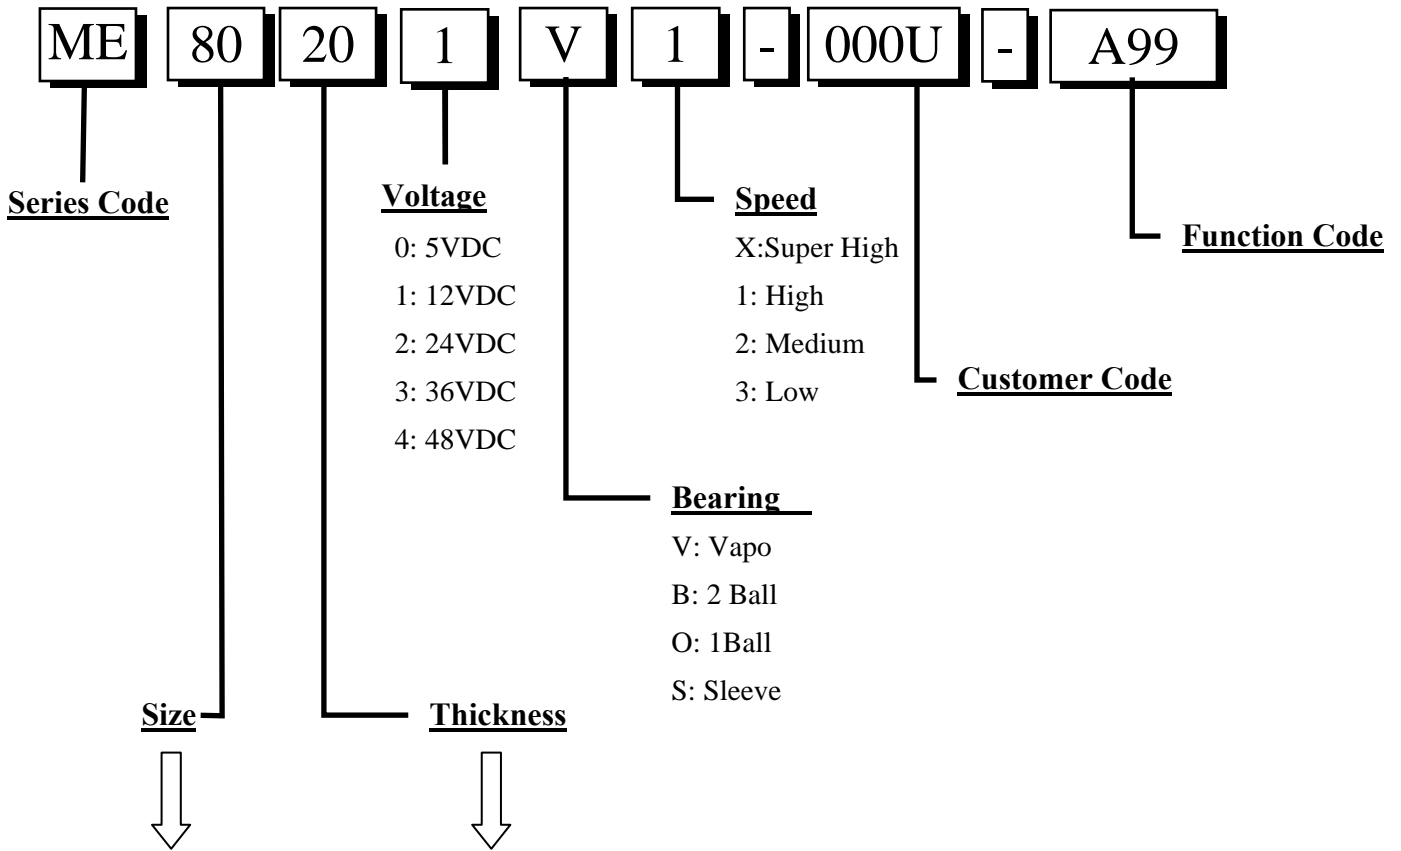 ME 80 20 1 V 1 - 000U - A99
Series Code
Voltage
0: 5VDC
1: 12VDC
2: 24VDC
3: 36VDC
4: 48VDC
Speed
X:Super High
1: High
2: Medium
3: Low
Function Code
Customer Code
Bearing
V: Vapo
B: 2 Ball
O: 1Ball
S: Sleeve
Size
Thickness